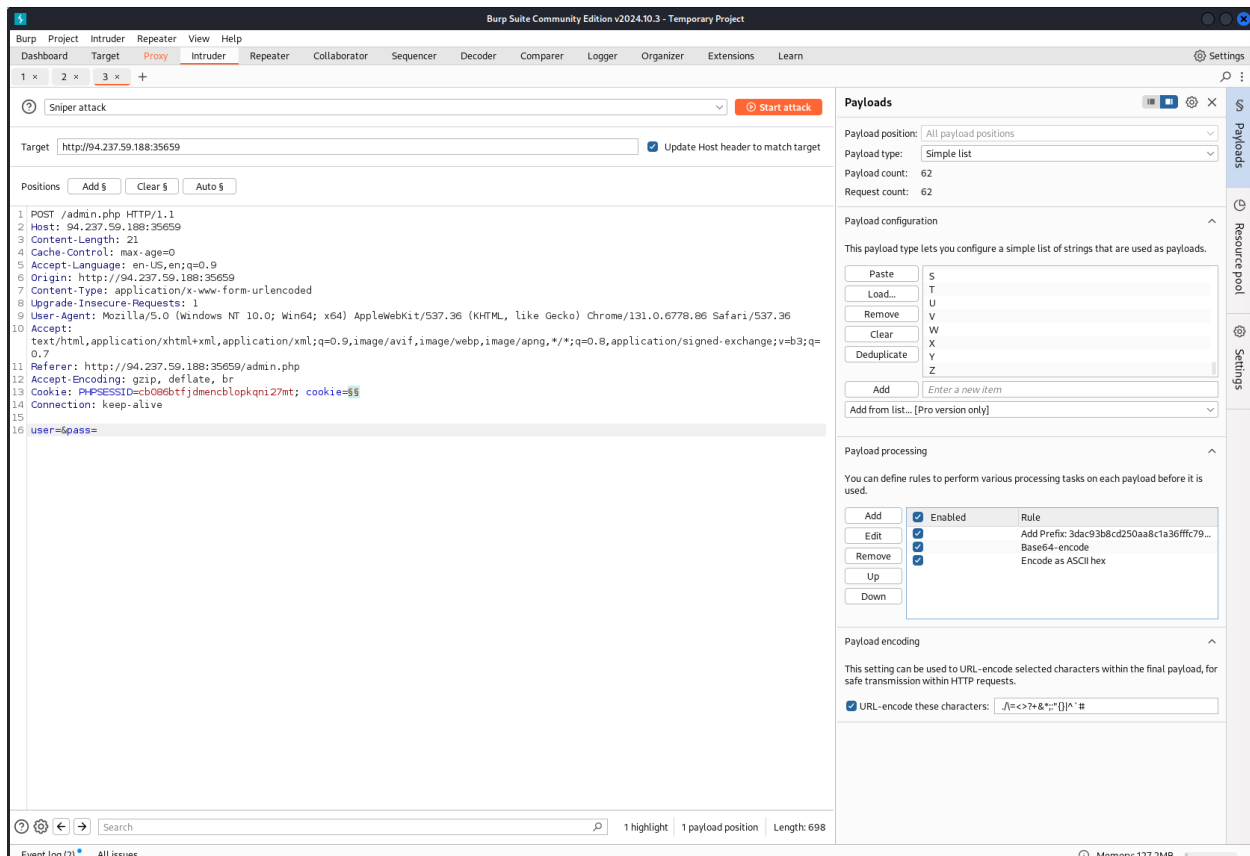 Burp Suite Community Edition v2024.10.3 - Temporary Project
Burp Project Intruder Repeater View Help
Dashboard Target Proxy Intruder Repeater Collaborator Sequencer Decoder Comparer Logger Organizer Extensions Learn Settings
1 × 2 × 3 × +
Sniper attack
Start attack
Target http://94.237.59.188:35659 Update Host header to match target
Positions Add § Clear § Auto §
1 POST /admin.php HTTP/1.1
2 Host: 94.237.59.188:35659
3 Content-Length: 21
4 Cache-Control: max-age=0
5 Accept-Language: en-US,en;q=0.9
6 Origin: http://94.237.59.188:35659
7 Content-Type: application/x-www-form-urlencoded
8 Upgrade-Insecure-Requests: 1
9 User-Agent: Mozilla/5.0 (Windows NT 10.0; Win64; x64) AppleWebKit/537.36 (KHTML, like Gecko) Chrome/131.0.6778.86 Safari/537.36
10 Accept:
text/html,application/xhtml+xml,application/xml;q=0.9,image/avif,image/webp,image/apng,*/*;q=0.8,application/signed-exchange;v=b3;q=
0.7
11 Referer: http://94.237.59.188:35659/admin.php
12 Accept-Encoding: gzip, deflate, br
13 Cookie: PHPSESSID=cb086btfjdmencblopkqni27mt; cookie=§§
14 Connection: keep-alive
15
16 user=&pass=
Search
1 highlight 1 payload position Length: 698
Event log (2) All issues
Memory: 127.2MB
Payloads
Payload position: All payload positions
Payload type: Simple list
Payload count: 62
Request count: 62
Payload configuration
This payload type lets you configure a simple list of strings that are used as payloads.
Paste
Load...
Remove
Clear
Deduplicate
S
T
U
V
W
X
Y
Z
Add Enter a new item
Add from list... [Pro version only]
Payload processing
You can define rules to perform various processing tasks on each payload before it is
used.
Add
Edit
Remove
Up
Down
Enabled Rule
Add Prefix: 3dac93b8cd250aa8c1a36fffc79...
Base64-encode
Encode as ASCII hex
Payload encoding
This setting can be used to URL-encode selected characters within the final payload, for
safe transmission within HTTP requests.
URL-encode these characters: ./\=<>?+&*;:"{}|^`#
§ Payloads
Resource pool
Settings